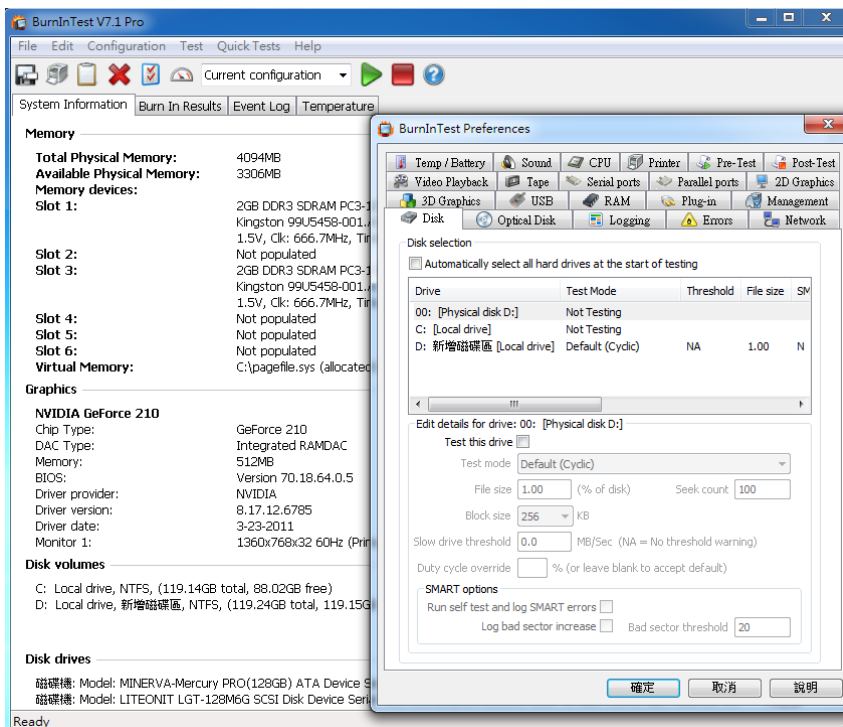 BurnInTest V7.1 Pro
File Edit Configuration Test Quick Tests Help
Current configuration
System Information Burn In Results Event Log Temperature
Memory
Total Physical Memory: 4094MB
Available Physical Memory: 3306MB
Memory devices:
Slot 1: 2GB DDR3 SDRAM PC3-1
Kingston 99U5458-001.
1.5V, Clk: 666.7MHz, Tim
Slot 2: Not populated
Slot 3: 2GB DDR3 SDRAM PC3-1
Kingston 99U5458-001.
1.5V, Clk: 666.7MHz, Tim
Slot 4: Not populated
Slot 5: Not populated
Slot 6: Not populated
Virtual Memory: C:\pagefile.sys (allocated
Graphics
NVIDIA GeForce 210
Chip Type: GeForce 210
DAC Type: Integrated RAMDAC
Memory: 512MB
BIOS: Version 70.18.64.0.5
Driver provider: NVIDIA
Driver version: 8.17.12.6785
Driver date: 3-23-2011
Monitor 1: 1360x768x32 60Hz (Prim
Disk volumes
C: Local drive, NTFS, (119.14GB total, 88.02GB free)
D: Local drive, 新增磁碟區, NTFS, (119.24GB total, 119.15G
Disk drives
磁碟機: Model: MINERVA-Mercury PRO(128GB) ATA Device S
磁碟機: Model: LITEONIT LGT-128M6G SCSI Disk Device Seri
Ready
BurnInTest Preferences
Temp / Battery Sound CPU Printer Pre-Test Post-Test
Video Playback Tape Serial ports Parallel ports 2D Graphics
3D Graphics USB RAM Plug-in Management
Disk Optical Disk Logging Errors Network
Disk selection
Automatically select all hard drives at the start of testing
Drive Test Mode Threshold File size SM
00: [Physical disk D:] Not Testing
C: [Local drive] Not Testing
D: 新增磁碟區 [Local drive] Default (Cyclic) NA 1.00 N
Edit details for drive: 00: [Physical disk D:]
Test this drive
Test mode Default (Cyclic)
File size 1.00 (% of disk) Seek count 100
Block size 256 KB
Slow drive threshold 0.0 MB/Sec (NA = No threshold warning)
Duty cycle override % (or leave blank to accept default)
SMART options
Run self test and log SMART errors
Log bad sector increase Bad sector threshold 20
確定 取消 說明